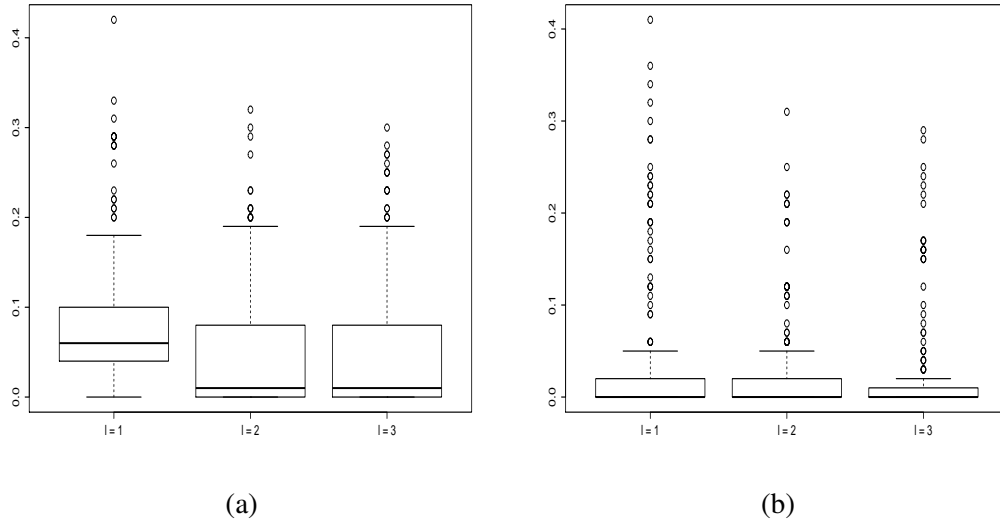 0.4
0.3
0.2
0.1
0.0
l = 1
l = 2
l = 3
(a)
0.4
0.3
0.2
0.1
0.0
l = 1
l = 2
l = 3
(b)